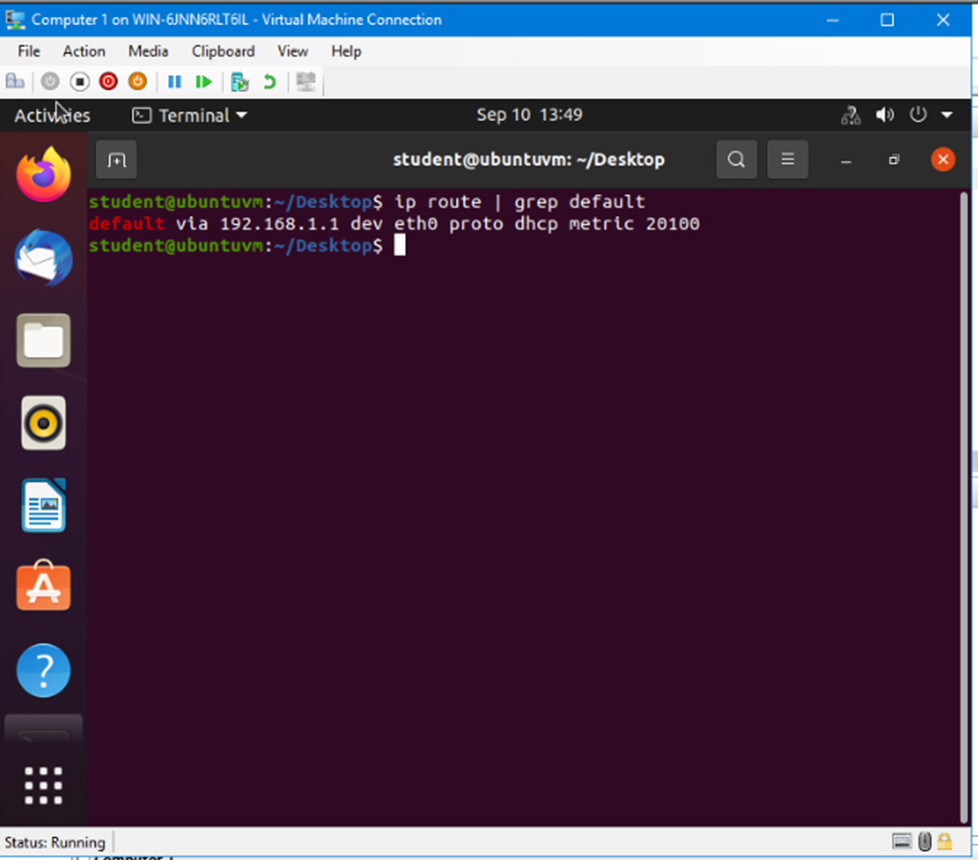 Computer 1 on WIN-6JNN6RLT6IL - Virtual Machine Connection
File Action Media Clipboard View Help
Activities Terminal Sep 10 13:49
student@ubuntuvm: ~/Desktop
student@ubuntuvm:~/Desktop$ ip route | grep default
default via 192.168.1.1 dev eth0 proto dhcp metric 20100
student@ubuntuvm:~/Desktop$
Status: Running
Computer 1